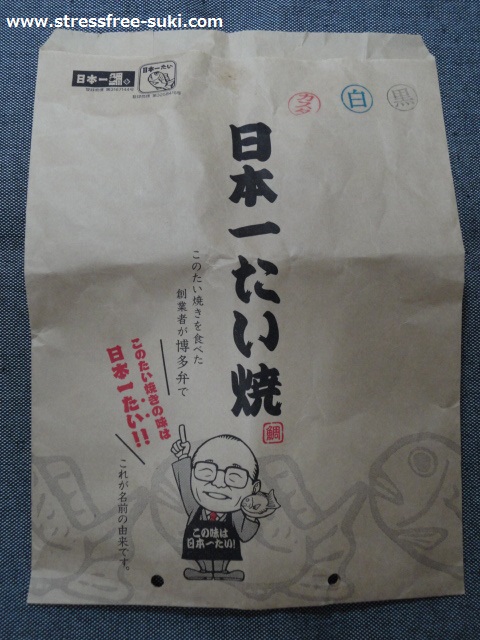 www.stressfree-suki.com
日本一
日本一たい
カスタ
白
黒
日本一たい焼
鯛
このたい焼きを食べた
創業者が博多弁で
このたい焼きの味は
日本一たい!!
これが名前の由来です。
この味は
日本一たい!